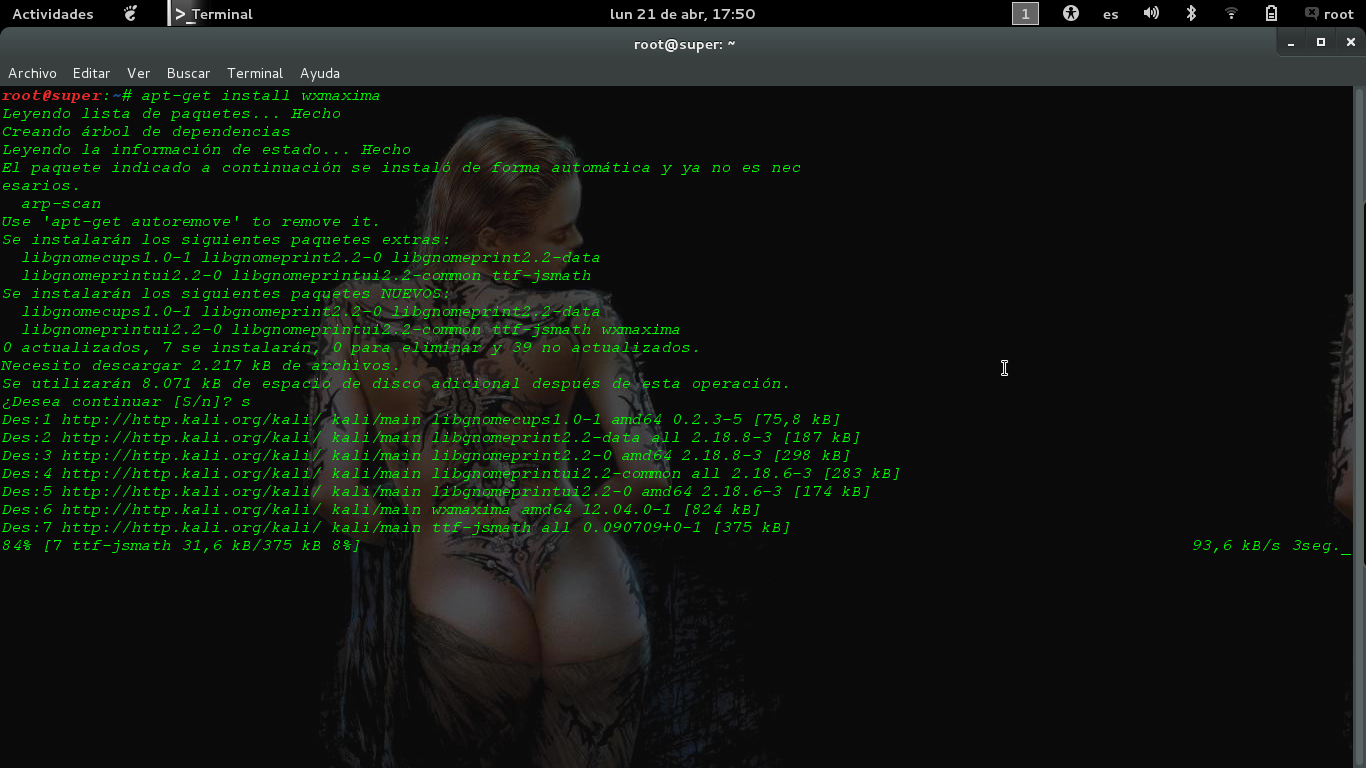 Actividades
Terminal
lun 21 de abr, 17:50
1
es
root
root@super: ~
Archivo Editar Ver Buscar Terminal Ayuda
root@super:~# apt-get install wxmaxima
Leyendo lista de paquetes... Hecho
Creando árbol de dependencias
Leyendo la información de estado... Hecho
El paquete indicado a continuación se instaló de forma automática y ya no es nec
esarios.
  arp-scan
Use 'apt-get autoremove' to remove it.
Se instalarán los siguientes paquetes extras:
  libgnomecups1.0-1 libgnomeprint2.2-0 libgnomeprint2.2-data
  libgnomeprintui2.2-0 libgnomeprintui2.2-common ttf-jsmath
Se instalarán los siguientes paquetes NUEVOS:
  libgnomecups1.0-1 libgnomeprint2.2-0 libgnomeprint2.2-data
  libgnomeprintui2.2-0 libgnomeprintui2.2-common ttf-jsmath wxmaxima
0 actualizados, 7 se instalarán, 0 para eliminar y 39 no actualizados.
Necesito descargar 2.217 kB de archivos.
Se utilizarán 8.071 kB de espacio de disco adicional después de esta operación.
¿Desea continuar [S/n]? s
Des:1 http://http.kali.org/kali/ kali/main libgnomecups1.0-1 amd64 0.2.3-5 [75,8 kB]
Des:2 http://http.kali.org/kali/ kali/main libgnomeprint2.2-data all 2.18.8-3 [187 kB]
Des:3 http://http.kali.org/kali/ kali/main libgnomeprint2.2-0 amd64 2.18.8-3 [298 kB]
Des:4 http://http.kali.org/kali/ kali/main libgnomeprintui2.2-common all 2.18.6-3 [283 kB]
Des:5 http://http.kali.org/kali/ kali/main libgnomeprintui2.2-0 amd64 2.18.6-3 [174 kB]
Des:6 http://http.kali.org/kali/ kali/main wxmaxima amd64 12.04.0-1 [824 kB]
Des:7 http://http.kali.org/kali/ kali/main ttf-jsmath all 0.090709+0-1 [375 kB]
84% [7 ttf-jsmath 31,6 kB/375 kB 8%] 93,6 kB/s 3seg._